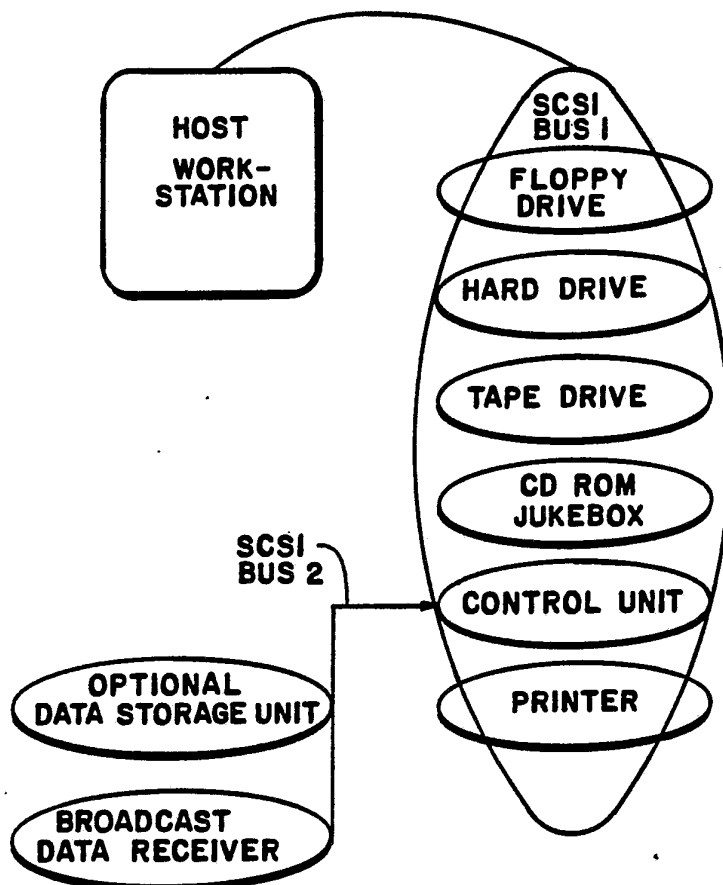 HOST
WORK-
STATION
SCSI
BUS 1
FLOPPY
DRIVE
HARD DRIVE
TAPE DRIVE
CD ROM
JUKEBOX
SCSI
BUS 2
CONTROL UNIT
OPTIONAL
DATA STORAGE UNIT
PRINTER
BROADCAST
DATA RECEIVER